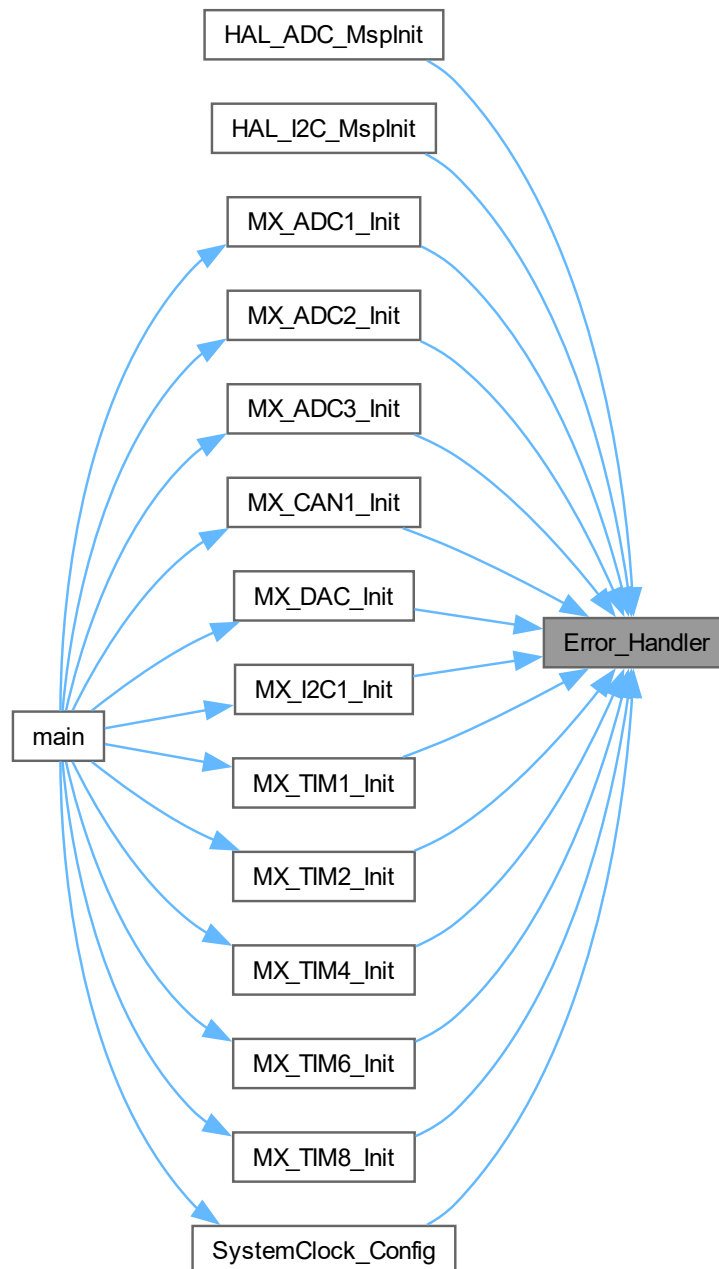 HAL_ADC_MspInit
HAL_I2C_MspInit
MX_ADC1_Init
MX_ADC2_Init
MX_ADC3_Init
MX_CAN1_Init
MX_DAC_Init
Error_Handler
MX_I2C1_Init
main
MX_TIM1_Init
MX_TIM2_Init
MX_TIM4_Init
MX_TIM6_Init
MX_TIM8_Init
SystemClock_Config